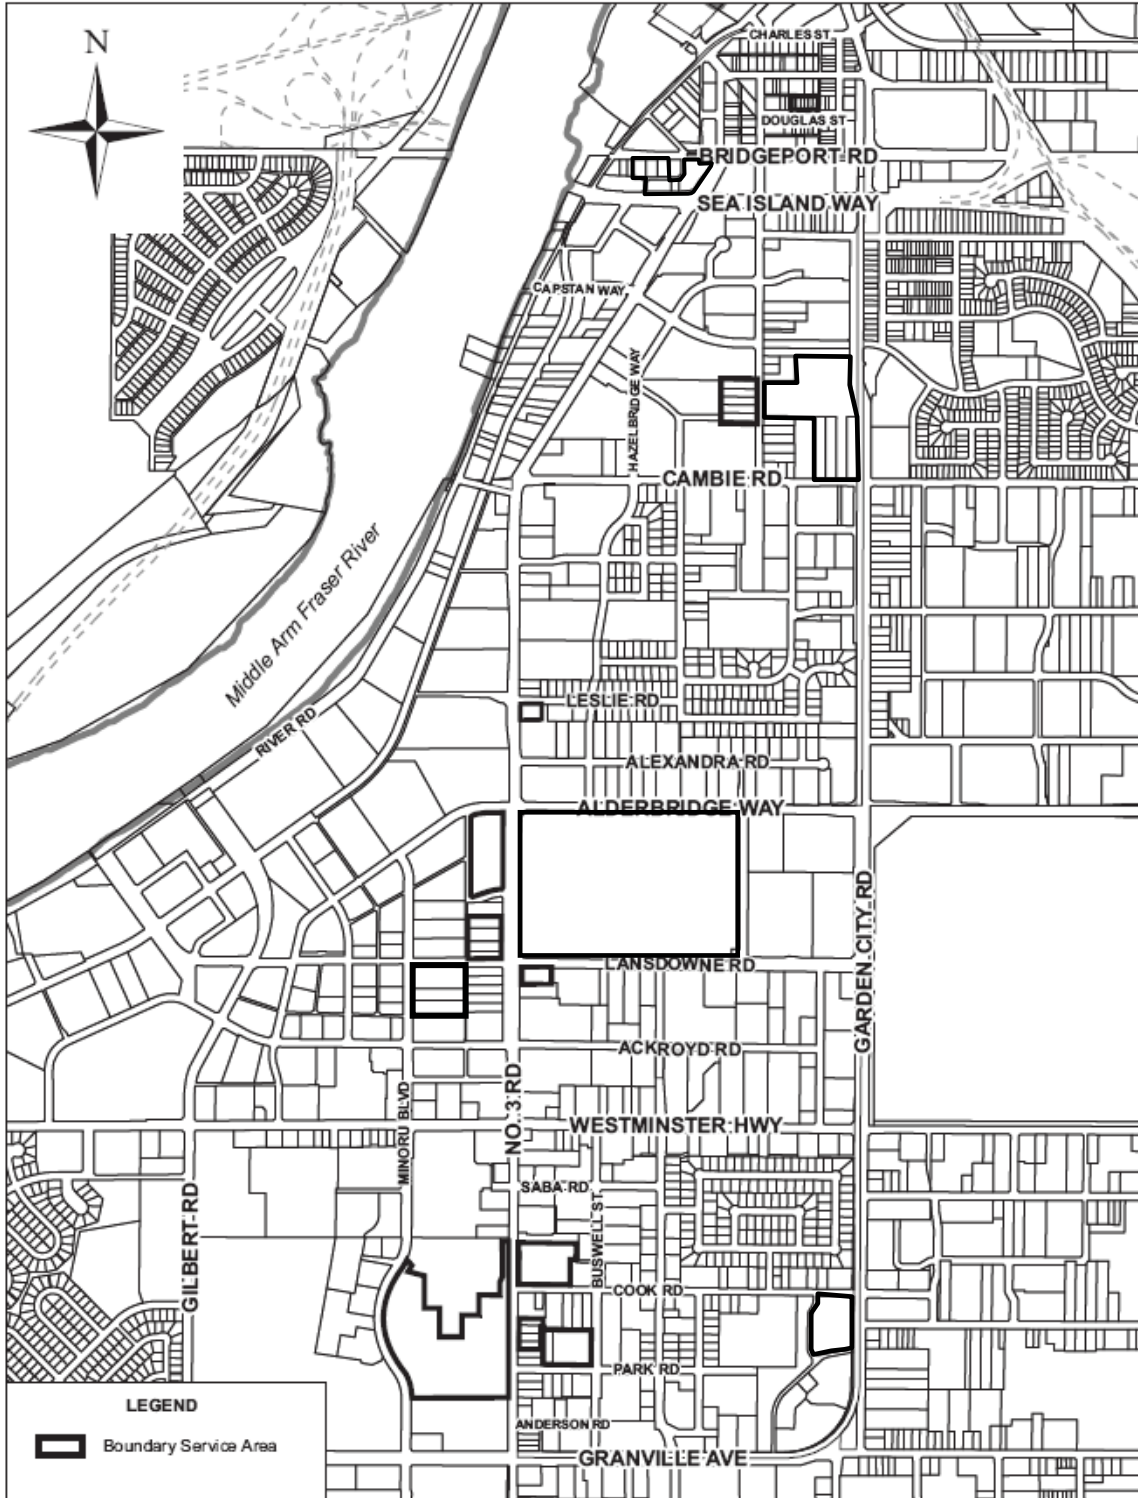 N
CHARLES ST
DOUGLAS ST
BRIDGEPORT RD
SEA ISLAND WAY
CAPSTAN WAY
HAZELBRIDGE WAY
CAMBIE RD
Middle Arm Fraser River
RIVER RD
LESLIE RD
ALEXANDRA RD
ALDERBRIDGE WAY
GARDEN CITY RD
LANSDOWNE RD
ACKROYD RD
NO. 3 RD
MINORU BLVD
WESTMINSTER HWY
GILBERT RD
SABA RD
BUSWELL ST
COOK RD
PARK RD
ANDERSON RD
GRANVILLE AVE
LEGEND
Boundary Service Area